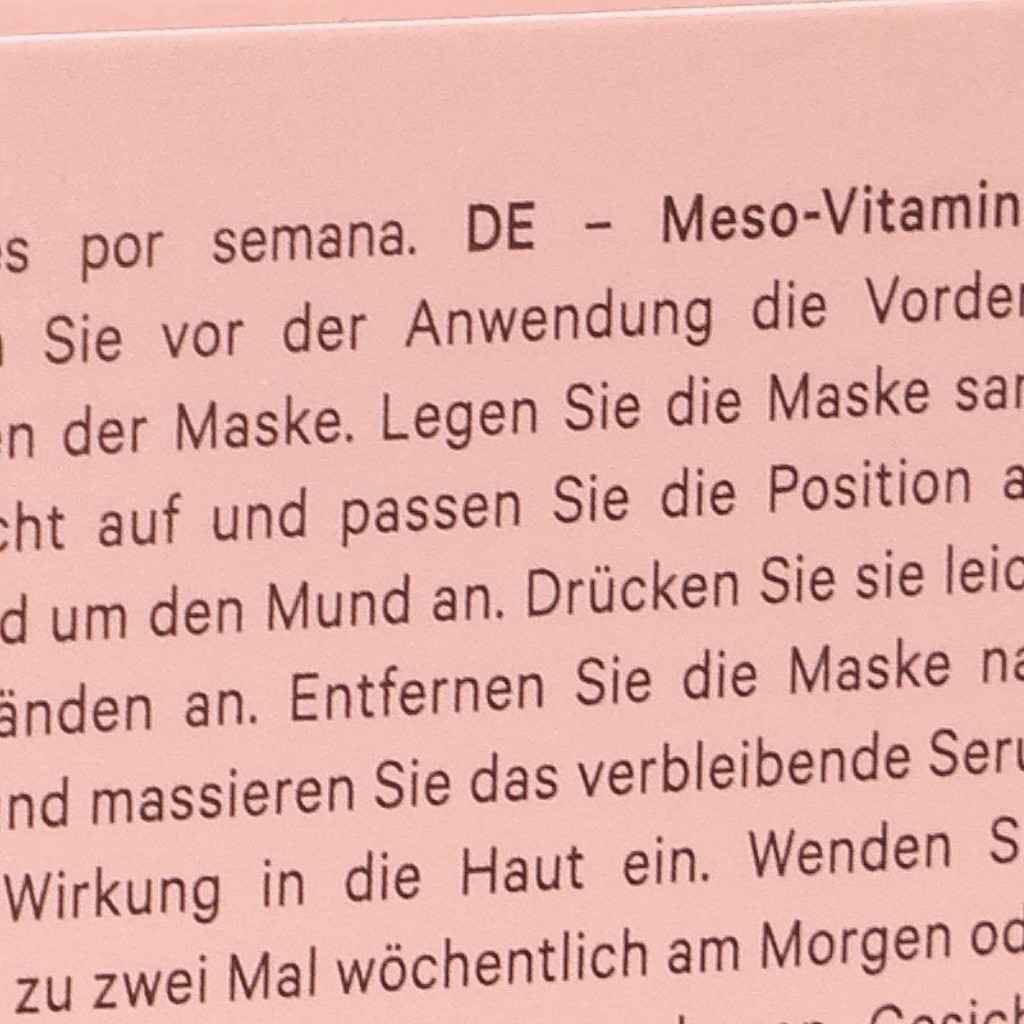 es por semana. DE – Meso-Vitamin
n Sie vor der Anwendung die Vorder
en der Maske. Legen Sie die Maske san
cht auf und passen Sie die Position a
d um den Mund an. Drücken Sie sie leic
änden an. Entfernen Sie die Maske na
nd massieren Sie das verbleibende Seru
Wirkung in die Haut ein. Wenden S
zu zwei Mal wöchentlich am Morgen od